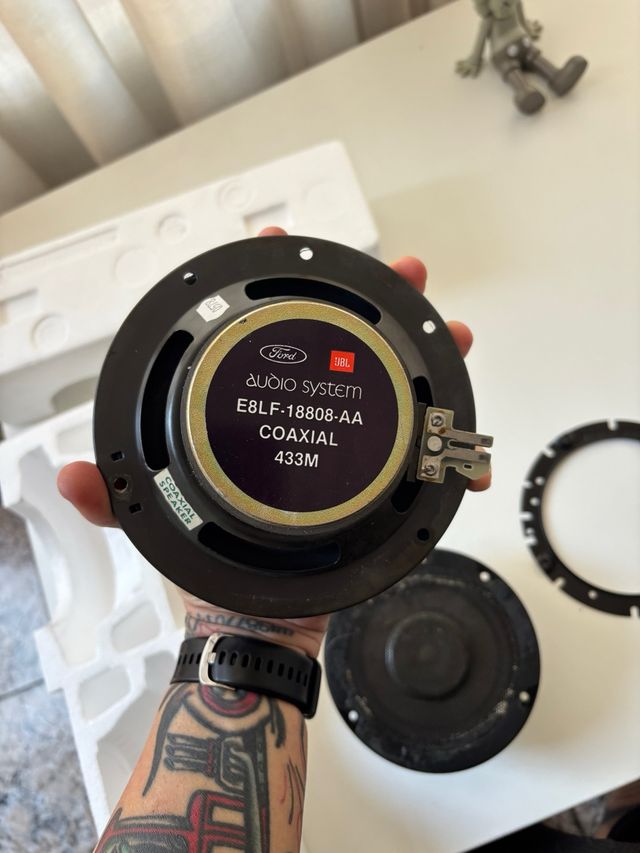 Ford
JBL
audio system
E8LF-18808-AA
COAXIAL
433M
COAXIAL
SPEAKER